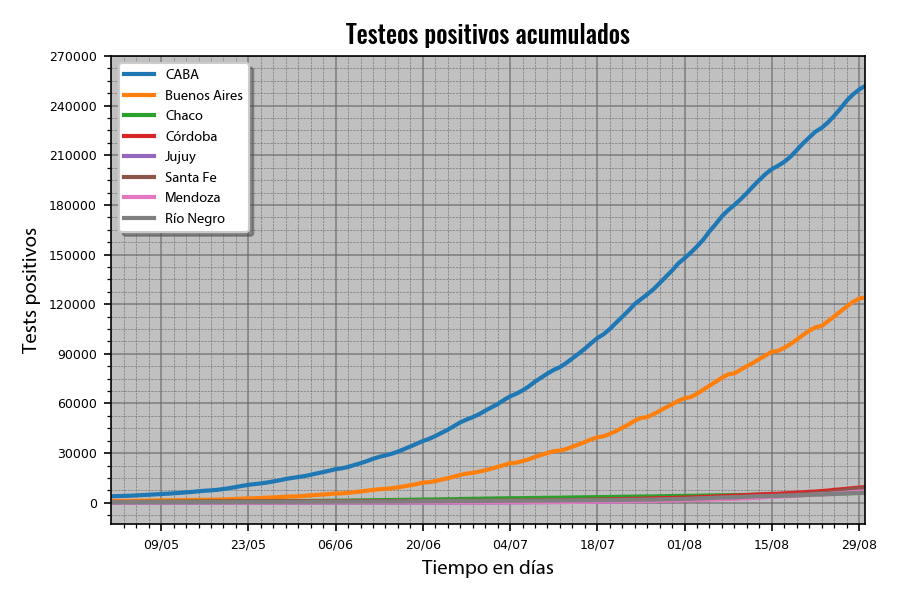 Testeos positivos acumulados
270000
240000
210000
180000
150000
120000
90000
60000
30000
0
Tests positivos
CABA
Buenos Aires
Chaco
Córdoba
Jujuy
Santa Fe
Mendoza
Río Negro
09/05 23/05 06/06 20/06 04/07 18/07 01/08 15/08 29/08
Tiempo en días